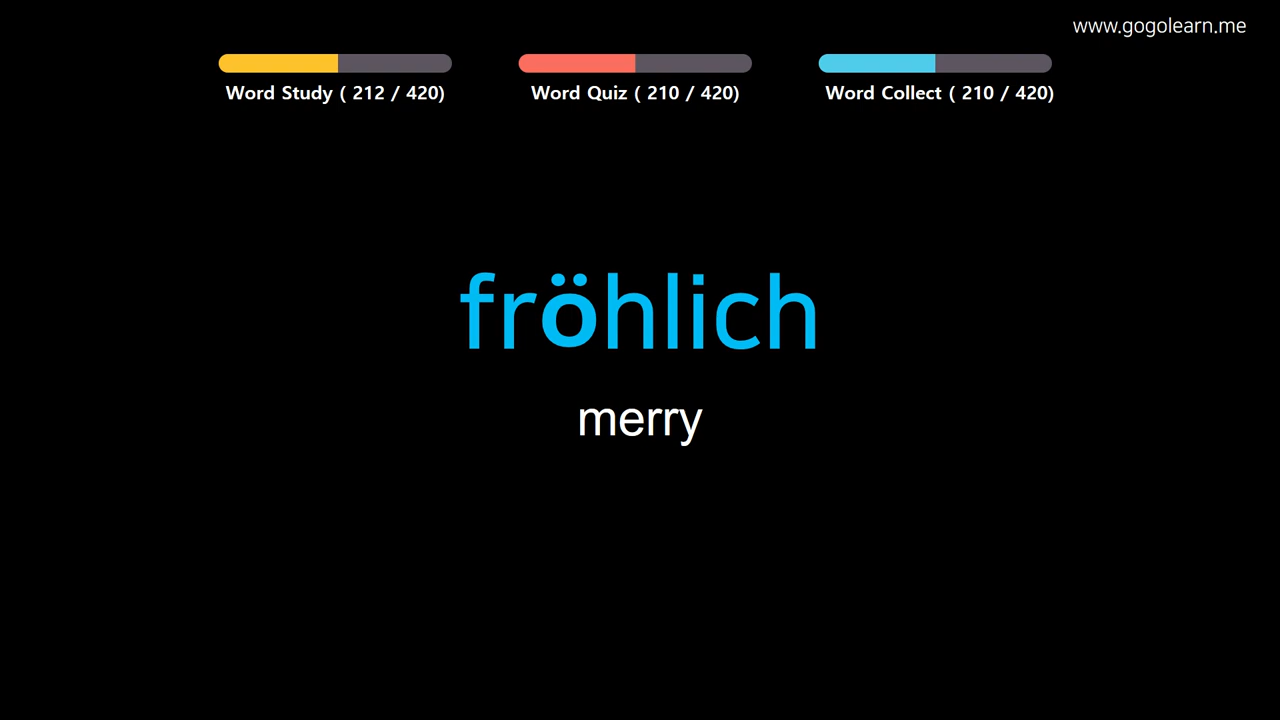 www.gogolearn.me
Word Study ( 212 / 420)
Word Quiz ( 210 / 420)
Word Collect ( 210 / 420)
fröhlich
merry